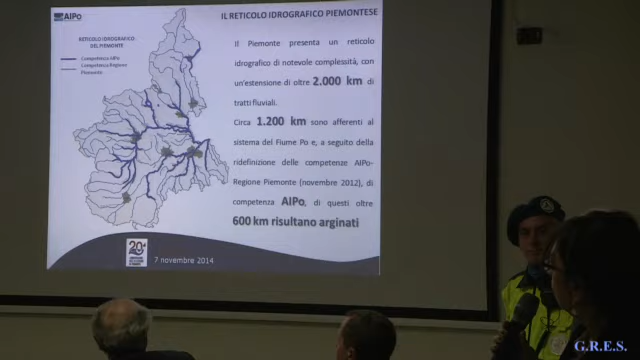 AIPo
IL RETICOLO IDROGRAFICO PIEMONTESE
RETICOLO IDROGRAFICO
DEL PIEMONTE
Competenza AIPo
Competenza Regione
Piemonte
Il Piemonte presenta un reticolo
idrografico di notevole complessità, con
un'estensione di oltre 2.000 km di
tratti fluviali.
Circa 1.200 km sono afferenti al
sistema del Fiume Po e, a seguito della
ridefinizione delle competenze AIPo-
Regione Piemonte (novembre 2012), di
competenza AIPO, di questi oltre
600 km risultano arginati
20
7 novembre 2014
G.R.E.S.